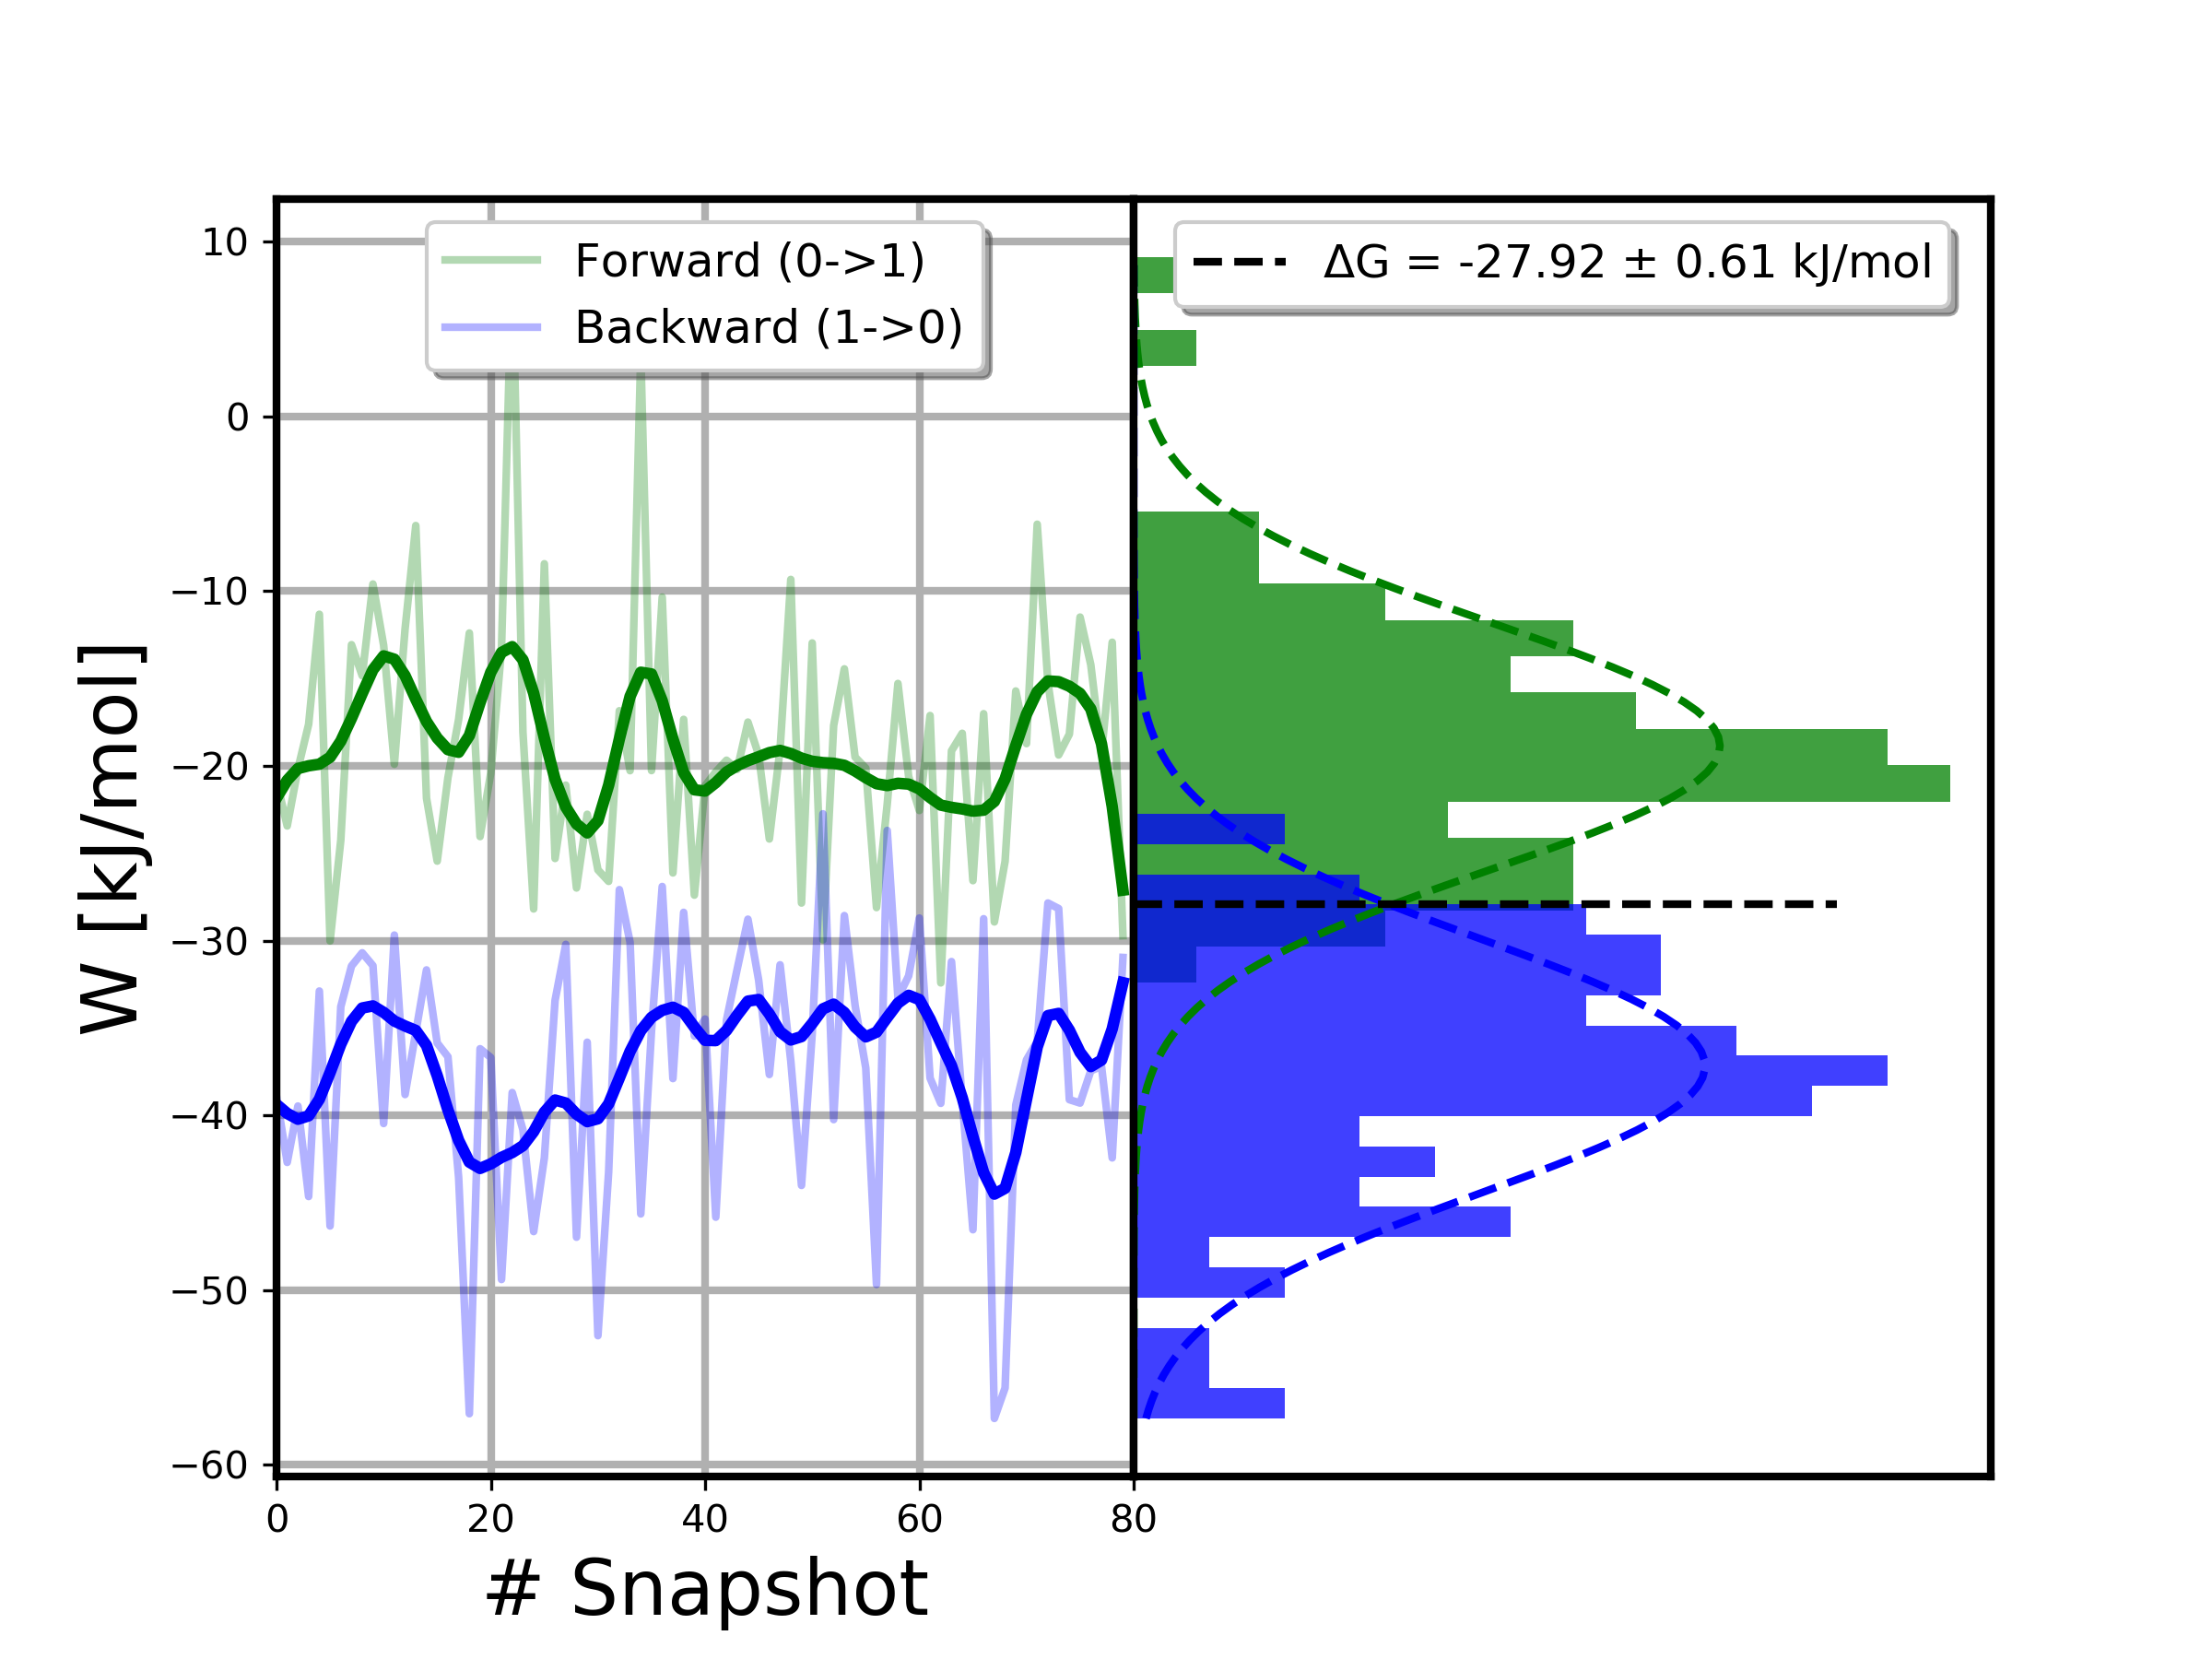 Forward (0->1)
Backward (1->0)
ΔG = -27.92 ± 0.61 kJ/mol
W [kJ/mol]
10
0
−10
−20
−30
−40
−50
−60
0 20 40 60 80
# Snapshot